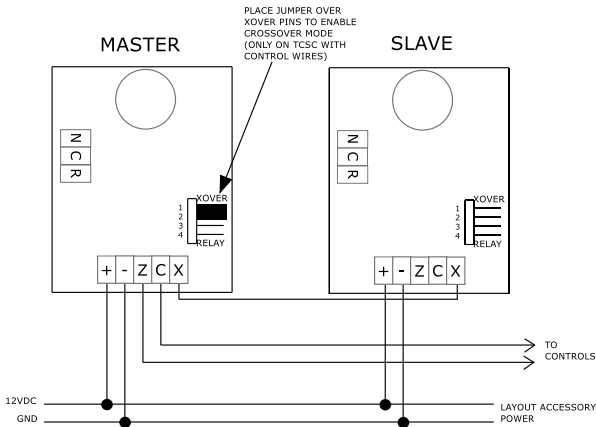 PLACE JUMPER OVER
XOVER PINS TO ENABLE
CROSSOVER MODE
(ONLY ON TCSC WITH
CONTROL WIRES)
MASTER
SLAVE
N
C
R
N
C
R
XOVER
1
2
3
4
RELAY
XOVER
1
2
3
4
RELAY
+ - Z C X
+ - Z C X
TO
CONTROLS
12VDC
GND
LAYOUT ACCESSORY
POWER